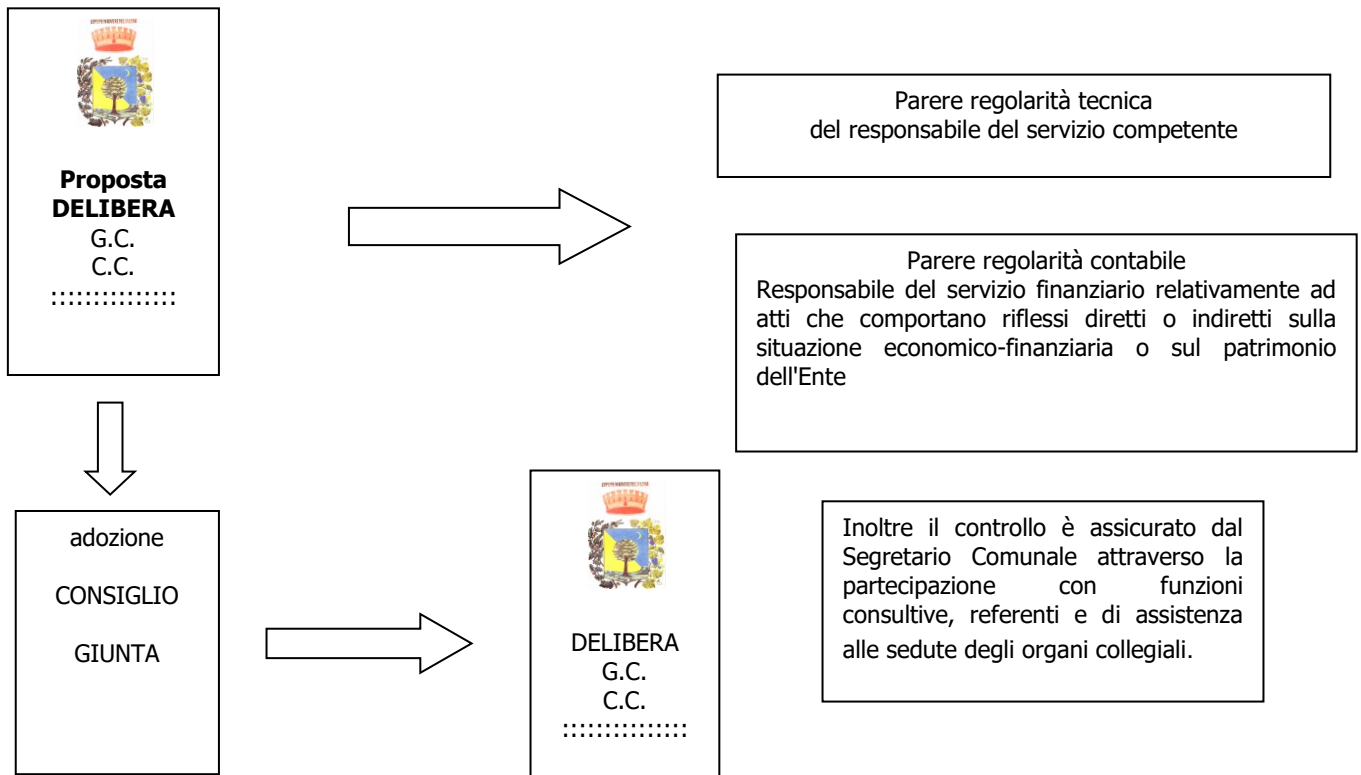 Proposta
DELIBERA
G.C.
C.C.
:::::::::::::::
Parere regolarità tecnica
del responsabile del servizio competente
Parere regolarità contabile
Responsabile del servizio finanziario relativamente ad
atti che comportano riflessi diretti o indiretti sulla
situazione economico-finanziaria o sul patrimonio
dell'Ente
adozione
CONSIGLIO
GIUNTA
DELIBERA
G.C.
C.C.
:::::::::::::::
Inoltre il controllo è assicurato dal
Segretario Comunale attraverso la
partecipazione con funzioni
consultive, referenti e di assistenza
alle sedute degli organi collegiali.